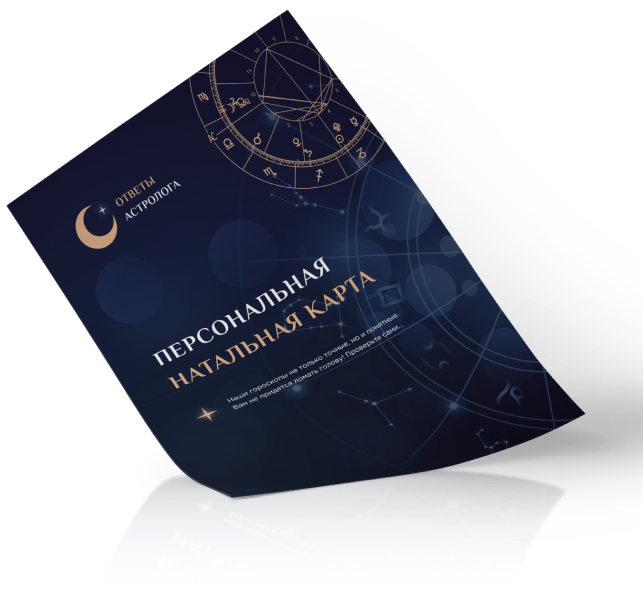 ОТВЕТЫ
АСТРОЛОГА
ПЕРСОНАЛЬНАЯ
НАТАЛЬНАЯ КАРТА
Наши гороскопы не только точные, но и понятные.
Вам не придется ломать голову! Проверьте сами...